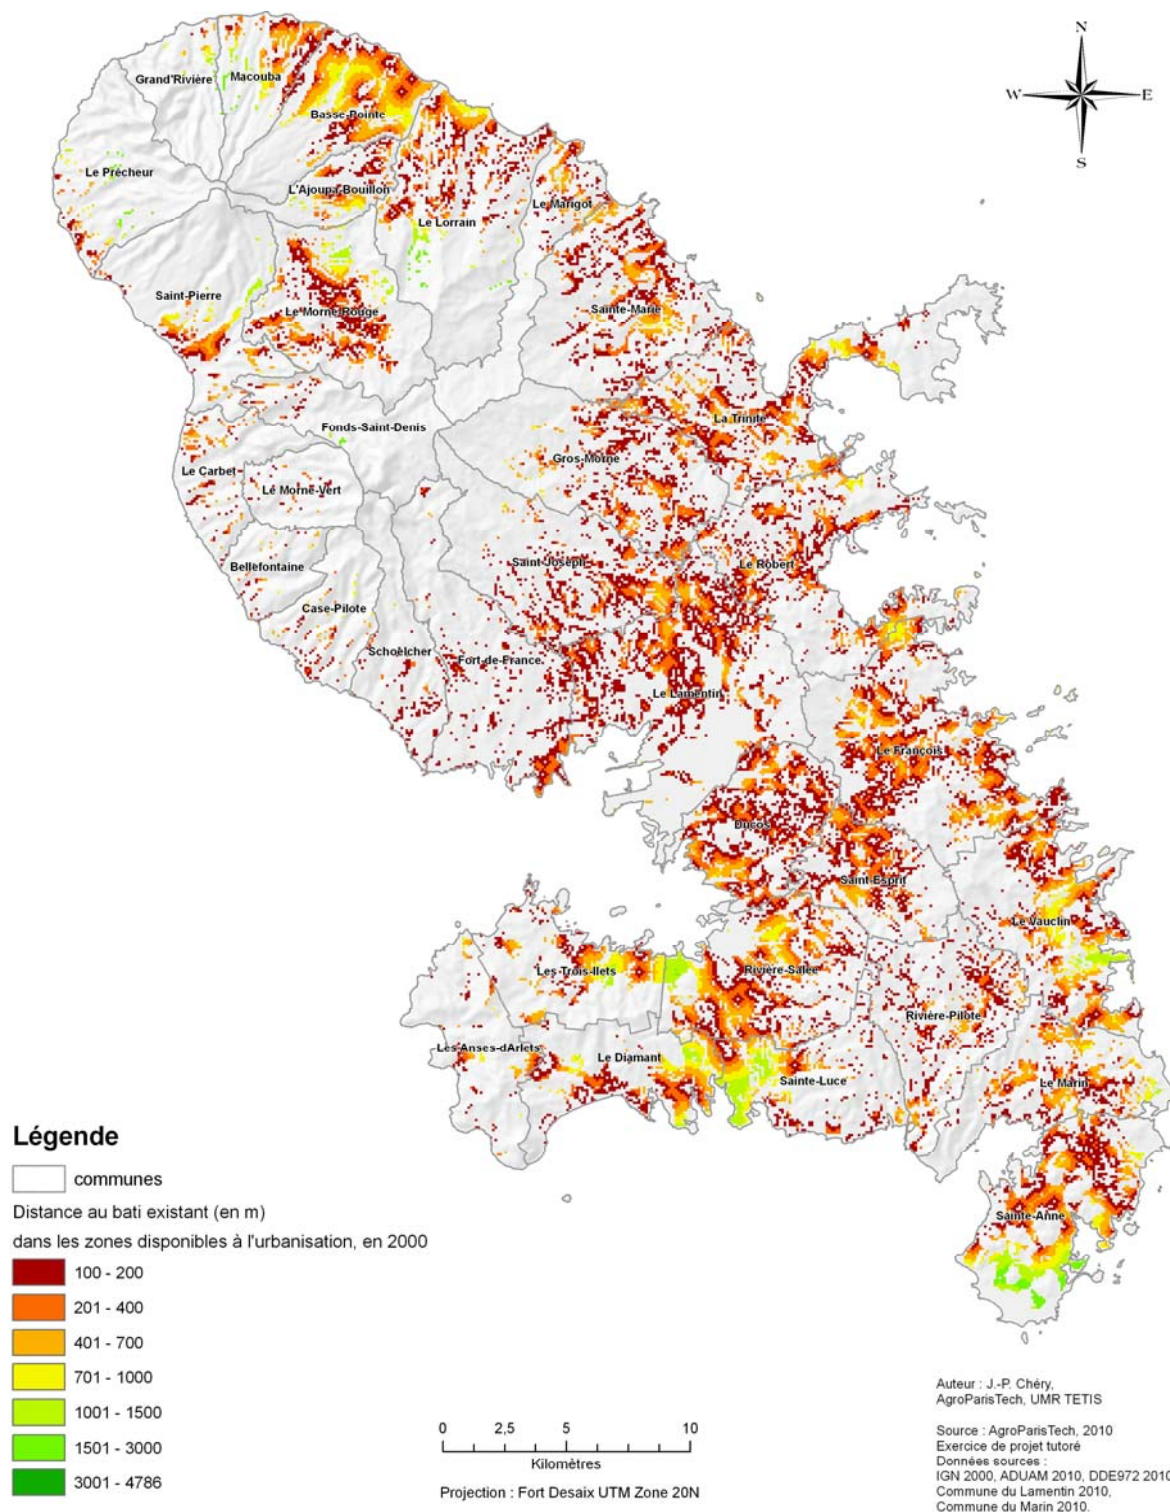 N
W
E
S
Grand'Rivière
Macouba
Basse-Pointe
Le Prêcheur
L'Ajoupa-Bouillon
Le Marigot
Le Lorrain
Saint-Pierre
Le Morne-Rouge
Sainte-Marie
La Trinité
Fonds-Saint-Denis
Gros-Morne
Le Carbet
Le Morne-Vert
Saint-Joseph
Le Robert
Bellefontaine
Case-Pilote
Schoëlcher
Fort-de-France
Le Lamentin
Le François
Ducos
Saint-Esprit
Le Vauclin
Les Trois-Ilets
Rivière-Salée
Rivière-Pilote
Les Anses-dArlets
Le Diamant
Sainte-Luce
Le Marin
Sainte-Anne
Légende
communes
Distance au bati existant (en m)
dans les zones disponibles à l'urbanisation, en 2000
100 - 200
201 - 400
401 - 700
701 - 1000
1001 - 1500
1501 - 3000
3001 - 4786
0 2,5 5 10
Kilomètres
Projection : Fort Desaix UTM Zone 20N
Auteur : J.-P. Chéry,
AgroParisTech, UMR TETIS
Source : AgroParisTech, 2010
Exercice de projet tutoré
Données sources :
IGN 2000, ADUAM 2010, DDE972 2010
Commune du Lamentin 2010,
Commune du Marin 2010.